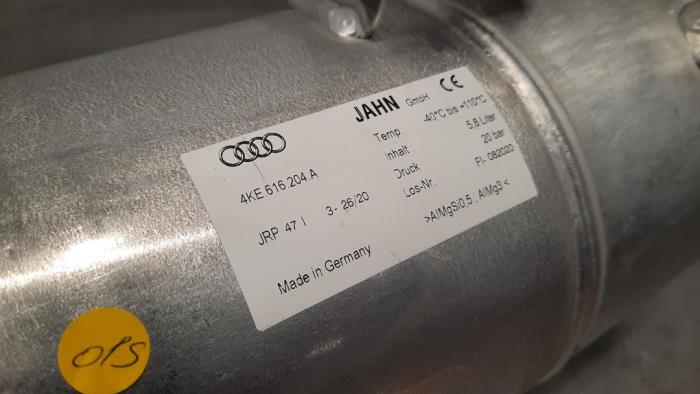 JAHN GmbH CE
4KE.616.204.A
Temp. -40°C bis +110°C
Inhalt 5,8 Liter
Druck 20 bar
JRP 47 I 3- 26/20
Los-Nr. FI- 082020
Made in Germany
>AlMgSi0,5 ; AlMg3<